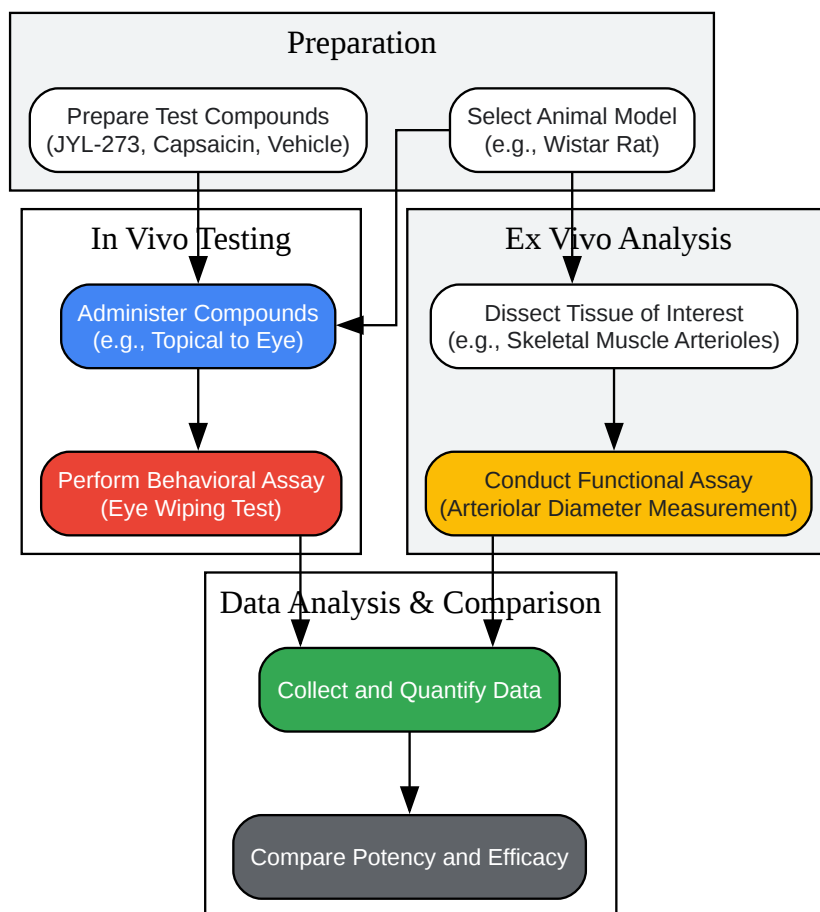 Preparation
Prepare Test Compounds
(JYL-273, Capsaicin, Vehicle)
Select Animal Model
(e.g., Wistar Rat)
In Vivo Testing
Administer Compounds
(e.g., Topical to Eye)
Perform Behavioral Assay
(Eye Wiping Test)
Ex Vivo Analysis
Dissect Tissue of Interest
(e.g., Skeletal Muscle Arterioles)
Conduct Functional Assay
(Arteriolar Diameter Measurement)
Data Analysis & Comparison
Collect and Quantify Data
Compare Potency and Efficacy